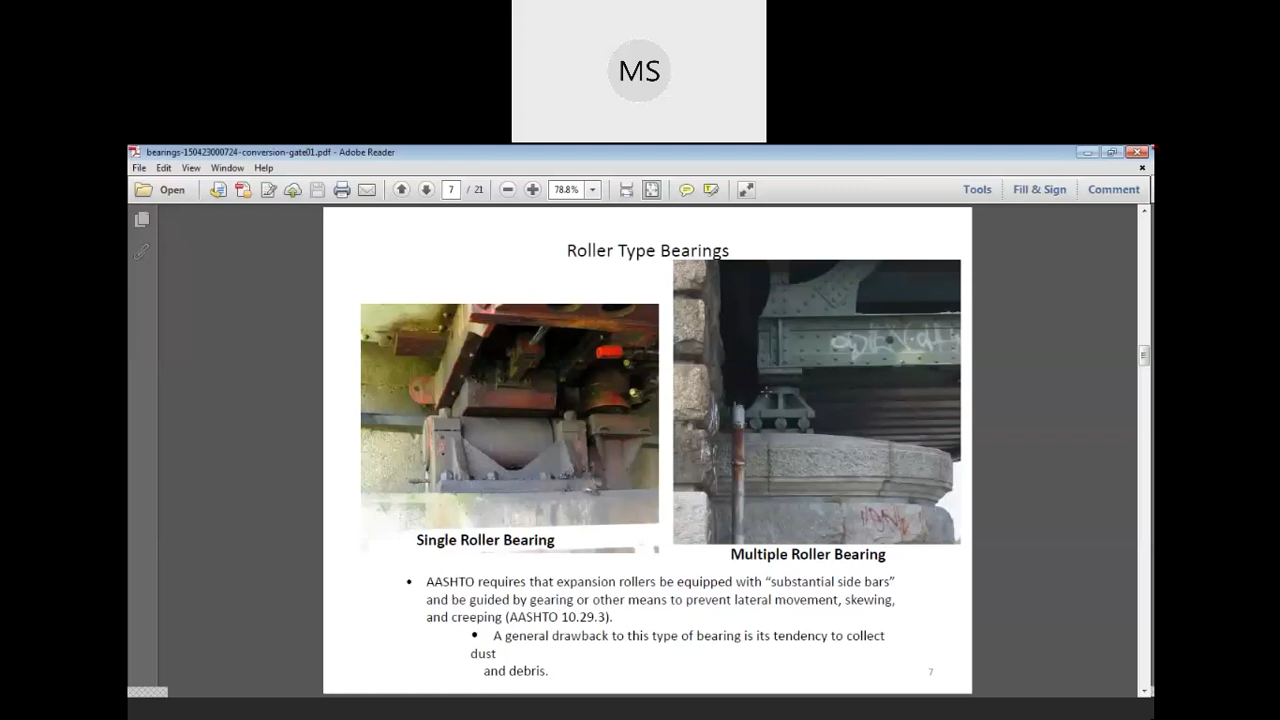 MS
bearings-150423000724-conversion-gate01.pdf - Adobe Reader
File Edit View Window Help
Open 7 / 21 78.8% Tools Fill & Sign Comment
Roller Type Bearings
Single Roller Bearing
Multiple Roller Bearing
• AASHTO requires that expansion rollers be equipped with “substantial side bars”
and be guided by gearing or other means to prevent lateral movement, skewing,
and creeping (AASHTO 10.29.3).
• A general drawback to this type of bearing is its tendency to collect
dust
and debris.
7